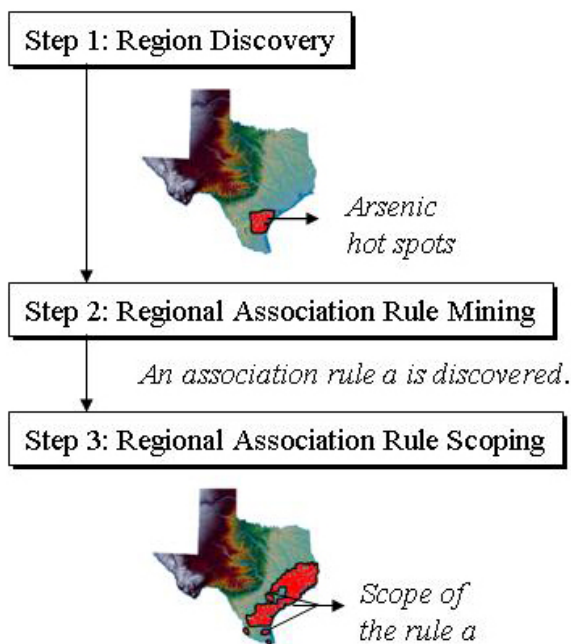 Step 1: Region Discovery
Arsenic
hot spots
Step 2: Regional Association Rule Mining
An association rule a is discovered.
Step 3: Regional Association Rule Scoping
Scope of
the rule a